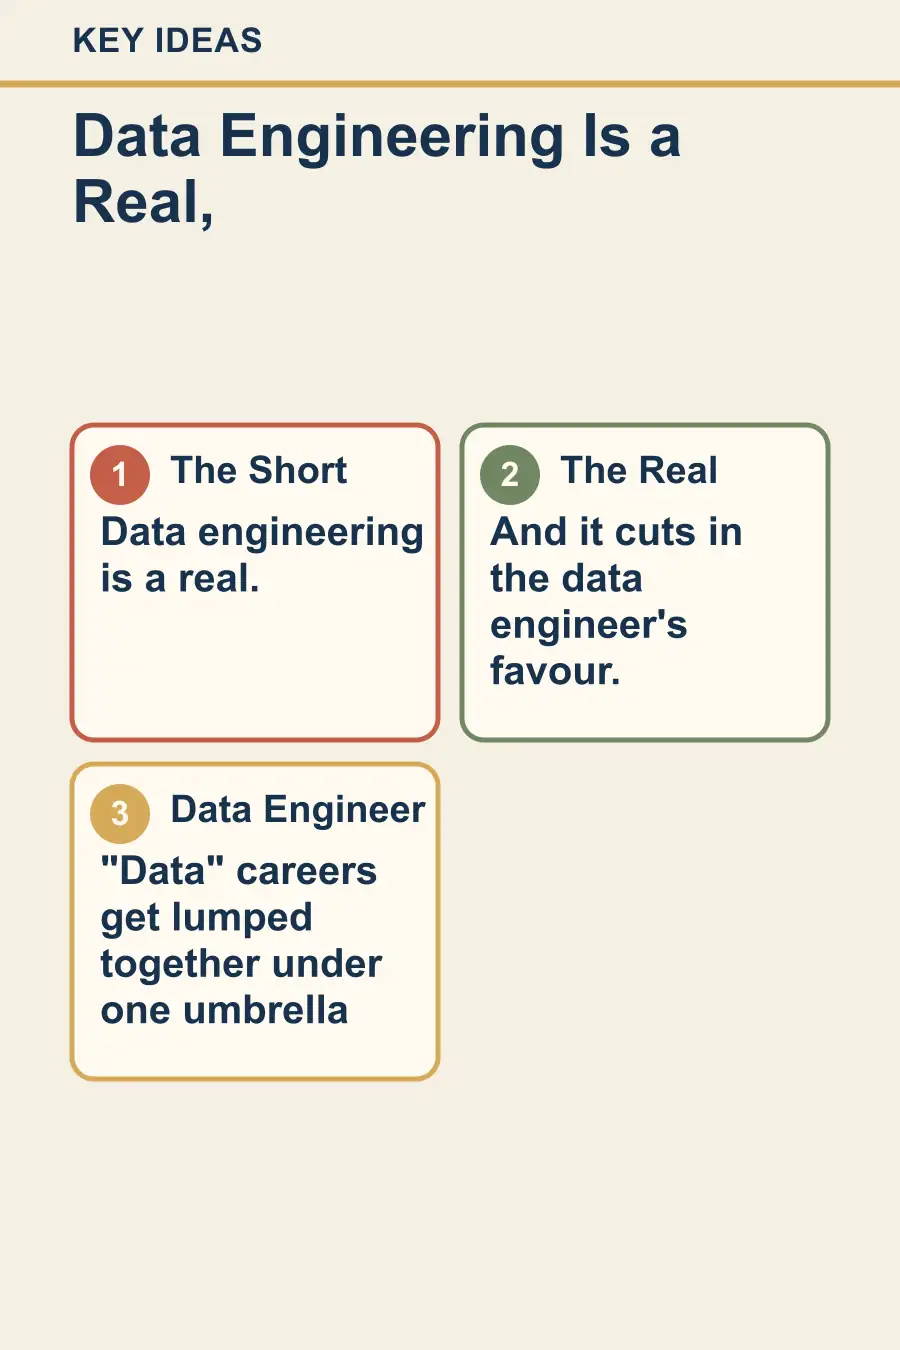 KEY IDEAS
Data Engineering Is a
Real,
1 The Short
Data engineering
is a real.
2 The Real
And it cuts in
the data
engineer's
favour.
3 Data Engineer
"Data" careers
get lumped
together under
one umbrella